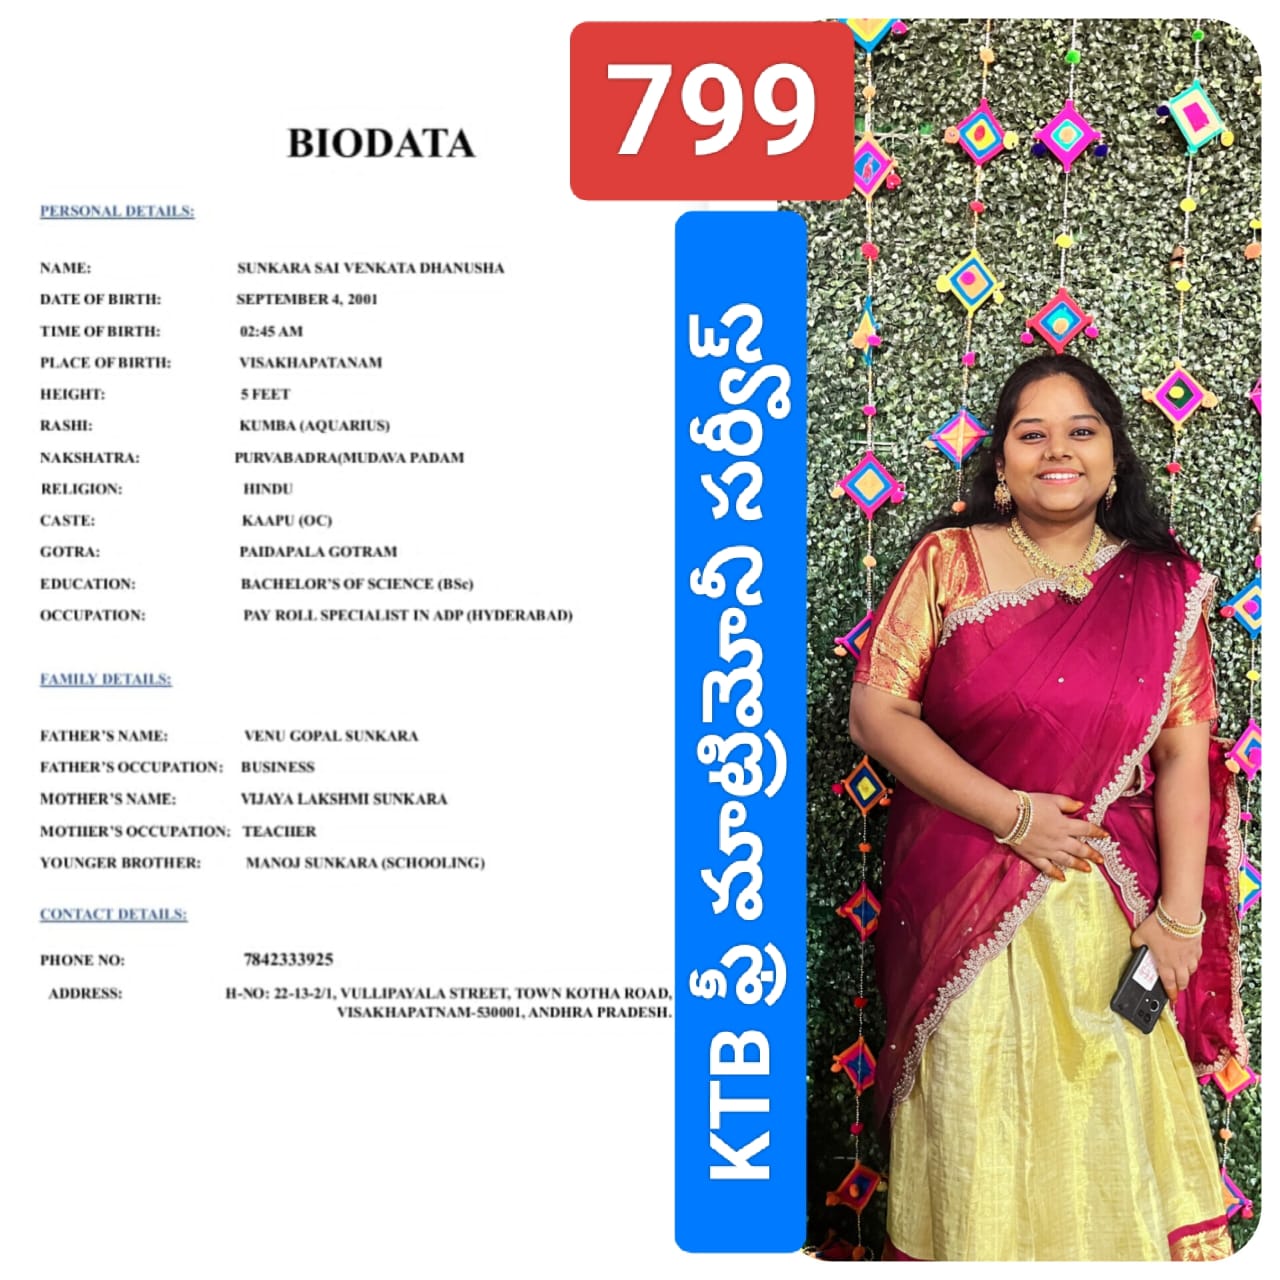 799
BIODATA
PERSONAL DETAILS:
NAME: SUNKARA SAI VENKATA DHANUSHA
DATE OF BIRTH: SEPTEMBER 4, 2001
TIME OF BIRTH: 02:45 AM
PLACE OF BIRTH: VISAKHAPATANAM
HEIGHT: 5 FEET
RASHI: KUMBA (AQUARIUS)
NAKSHATRA: PURVABADRA(MUDAVA PADAM
RELIGION: HINDU
CASTE: KAAPU (OC)
GOTRA: PAIDAPALA GOTRAM
EDUCATION: BACHELOR'S OF SCIENCE (BSc)
OCCUPATION: PAY ROLL SPECIALIST IN ADP (HYDERABAD)
FAMILY DETAILS:
FATHER'S NAME: VENU GOPAL SUNKARA
FATHER'S OCCUPATION: BUSINESS
MOTHER'S NAME: VIJAYA LAKSHMI SUNKARA
MOTHER'S OCCUPATION: TEACHER
YOUNGER BROTHER: MANOJ SUNKARA (SCHOOLING)
CONTACT DETAILS:
PHONE NO: 7842333925
ADDRESS: H-NO: 22-13-2/1, VULLIPAYALA STREET, TOWN KOTHA ROAD,
VISAKHAPATNAM-530001, ANDHRA PRADESH.
KTB ఫ్రీ మాట్రిమోనీ సర్వీస్